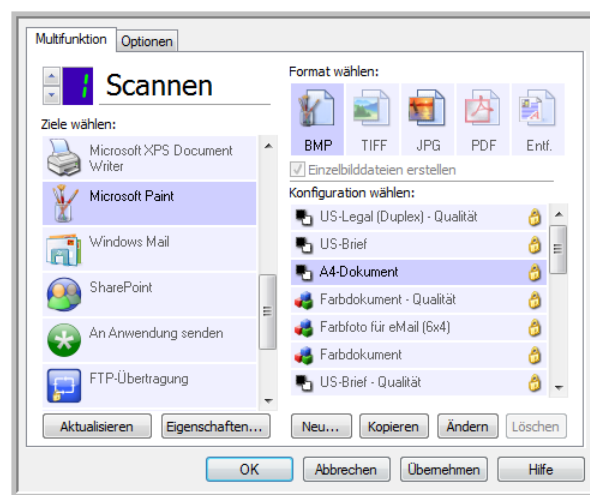 Multifunktion
Optionen
1
Scannen
Ziele wählen:
Microsoft XPS Document
Writer
Microsoft Paint
Windows Mail
SharePoint
An Anwendung senden
FTP-Übertragung
Aktualisieren
Eigenschaften...
Format wählen:
BMP
TIFF
JPG
PDF
Entf.
Einzelbilddateien erstellen
Konfiguration wählen:
US-Legal (Duplex) - Qualität
US-Brief
A4-Dokument
Farbdokument - Qualität
Farbfoto für eMail (6x4)
Farbdokument
US-Brief - Qualität
Neu...
Kopieren
Ändern
Löschen
OK
Abbrechen
Übernehmen
Hilfe